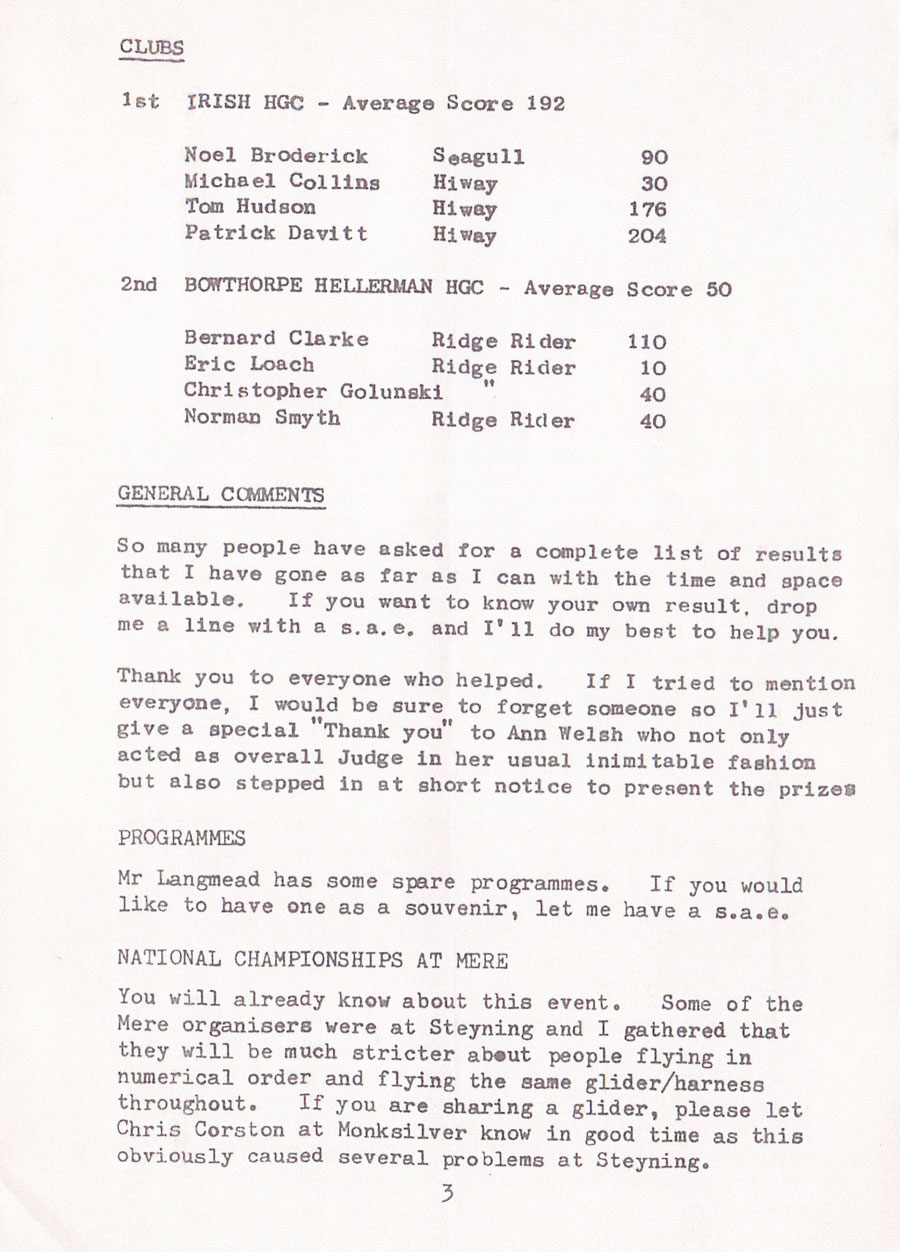 CLUBS
1st IRISH HGC - Average Score 192
Noel Broderick Seagull 90
Michael Collins Hiway 30
Tom Hudson Hiway 176
Patrick Davitt Hiway 204
2nd BOWTHORPE HELLERMAN HGC - Average Score 50
Bernard Clarke Ridge Rider 110
Eric Loach Ridge Rider 10
Christopher Golunski " 40
Norman Smyth Ridge Rider 40
GENERAL COMMENTS
So many people have asked for a complete list of results
that I have gone as far as I can with the time and space
available. If you want to know your own result, drop
me a line with a s.a.e. and I'll do my best to help you.
Thank you to everyone who helped. If I tried to mention
everyone, I would be sure to forget someone so I'll just
give a special "Thank you" to Ann Welsh who not only
acted as overall Judge in her usual inimitable fashion
but also stepped in at short notice to present the prizes
PROGRAMMES
Mr Langmead has some spare programmes. If you would
like to have one as a souvenir, let me have a s.a.e.
NATIONAL CHAMPIONSHIPS AT MERE
You will already know about this event. Some of the
Mere organisers were at Steyning and I gathered that
they will be much stricter about people flying in
numerical order and flying the same glider/harness
throughout. If you are sharing a glider, please let
Chris Corston at Monksilver know in good time as this
obviously caused several problems at Steyning.
3